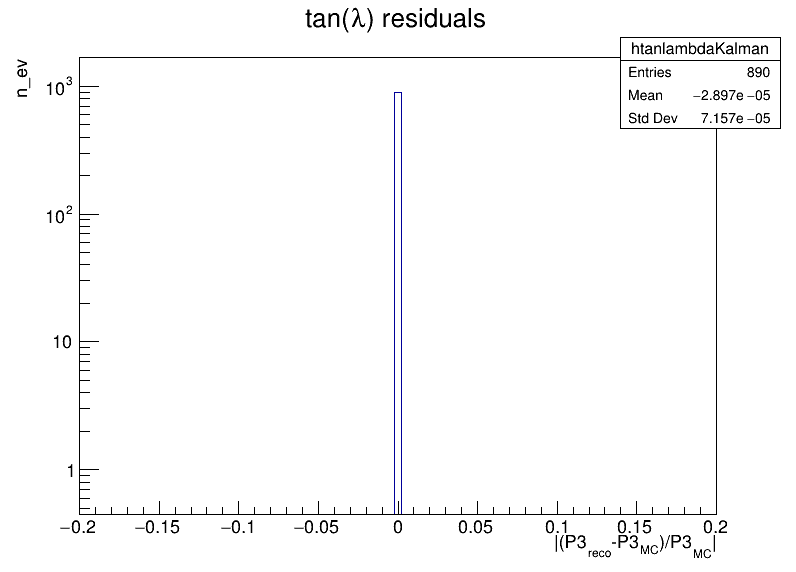 tan(λ) residuals
htanlambdaKalman
Entries 890
Mean −2.897e−05
Std Dev 7.157e−05
n_ev
10³
10²
10
1
−0.2 −0.15 −0.1 −0.05 0 0.05 0.1 0.15 0.2
|(P3reco-P3MC)/P3MC|